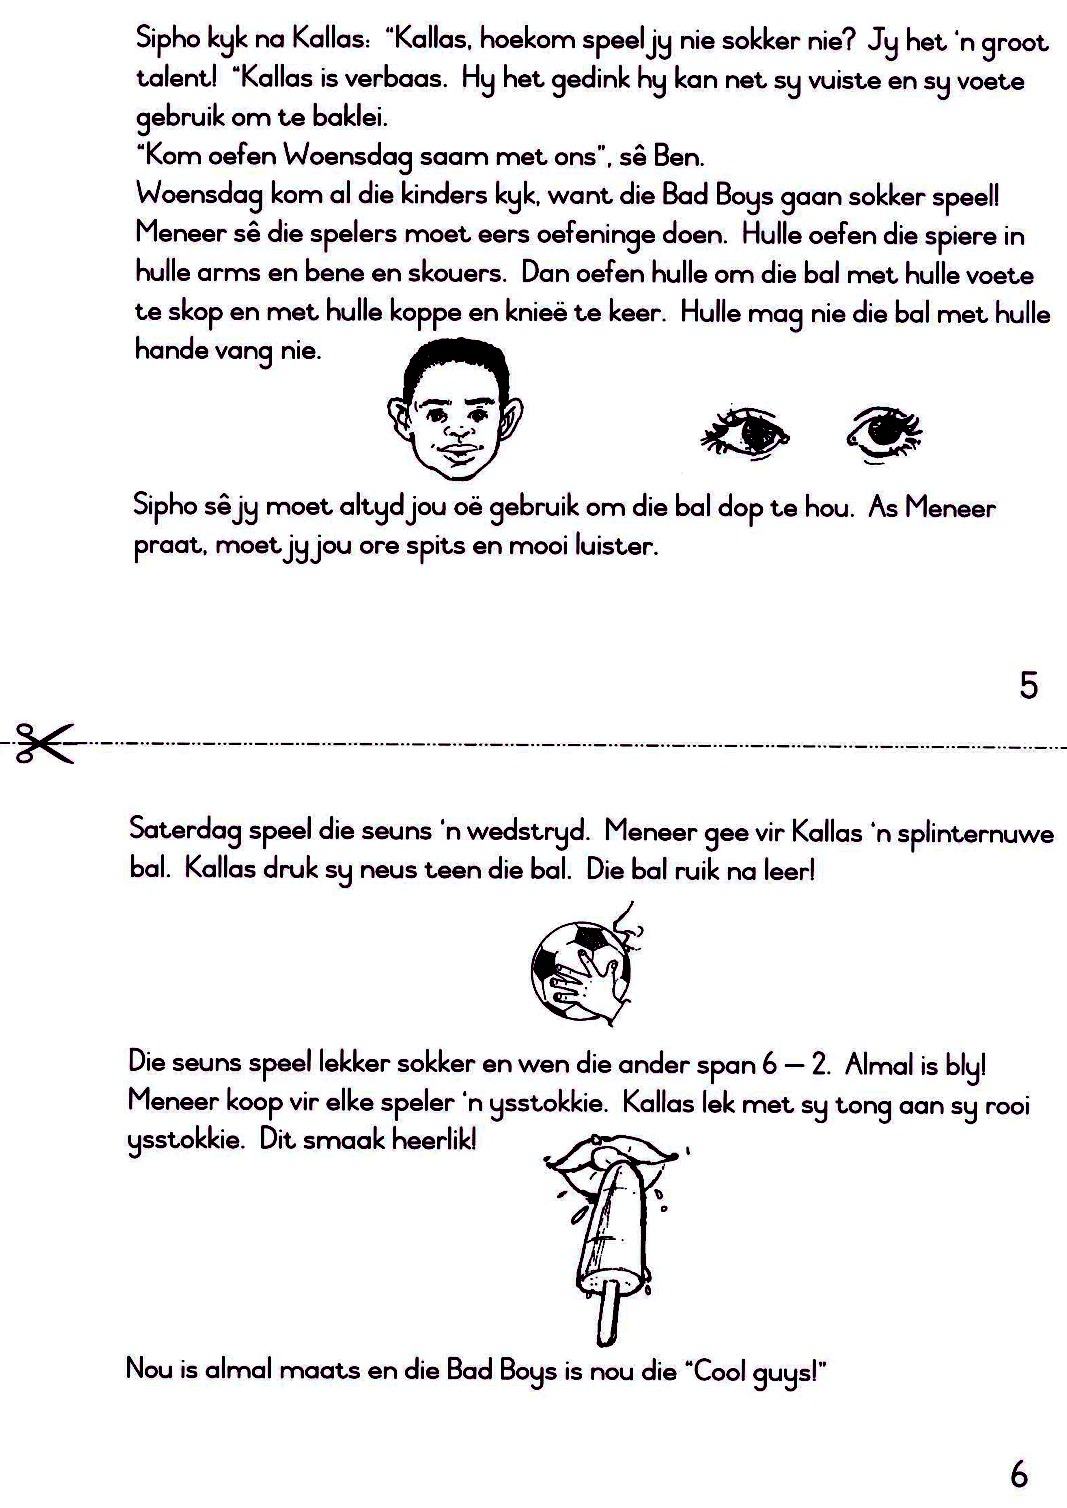 Sipho kyk na Kallas: “Kallas, hoekom speel jy nie sokker nie? Jy het ‘n groot
talent! “Kallas is verbaas. Hy het gedink hy kan net sy vuiste en sy voete
gebruik om te baklei.
“Kom oefen Woensdag saam met ons”, sê Ben.
Woensdag kom al die kinders kyk, want die Bad Boys gaan sokker speel!
Meneer sê die spelers moet eers oefeninge doen. Hulle oefen die spiere in
hulle arms en bene en skouers. Dan oefen hulle om die bal met hulle voete
te skop en met hulle koppe en knieë te keer. Hulle mag nie die bal met hulle
hande vang nie.
Sipho sê jy moet altyd jou oë gebruik om die bal dop te hou. As Meneer
praat, moet jy jou ore spits en mooi luister.
5
Saterdag speel die seuns ‘n wedstryd. Meneer gee vir Kallas ‘n splinternuwe
bal. Kallas druk sy neus teen die bal. Die bal ruik na leer!
Die seuns speel lekker sokker en wen die ander span 6 – 2. Almal is bly!
Meneer koop vir elke speler ‘n ysstokkie. Kallas lek met sy tong aan sy rooi
ysstokkie. Dit smaak heerlik!
Nou is almal maats en die Bad Boys is nou die “Cool guys!”
6